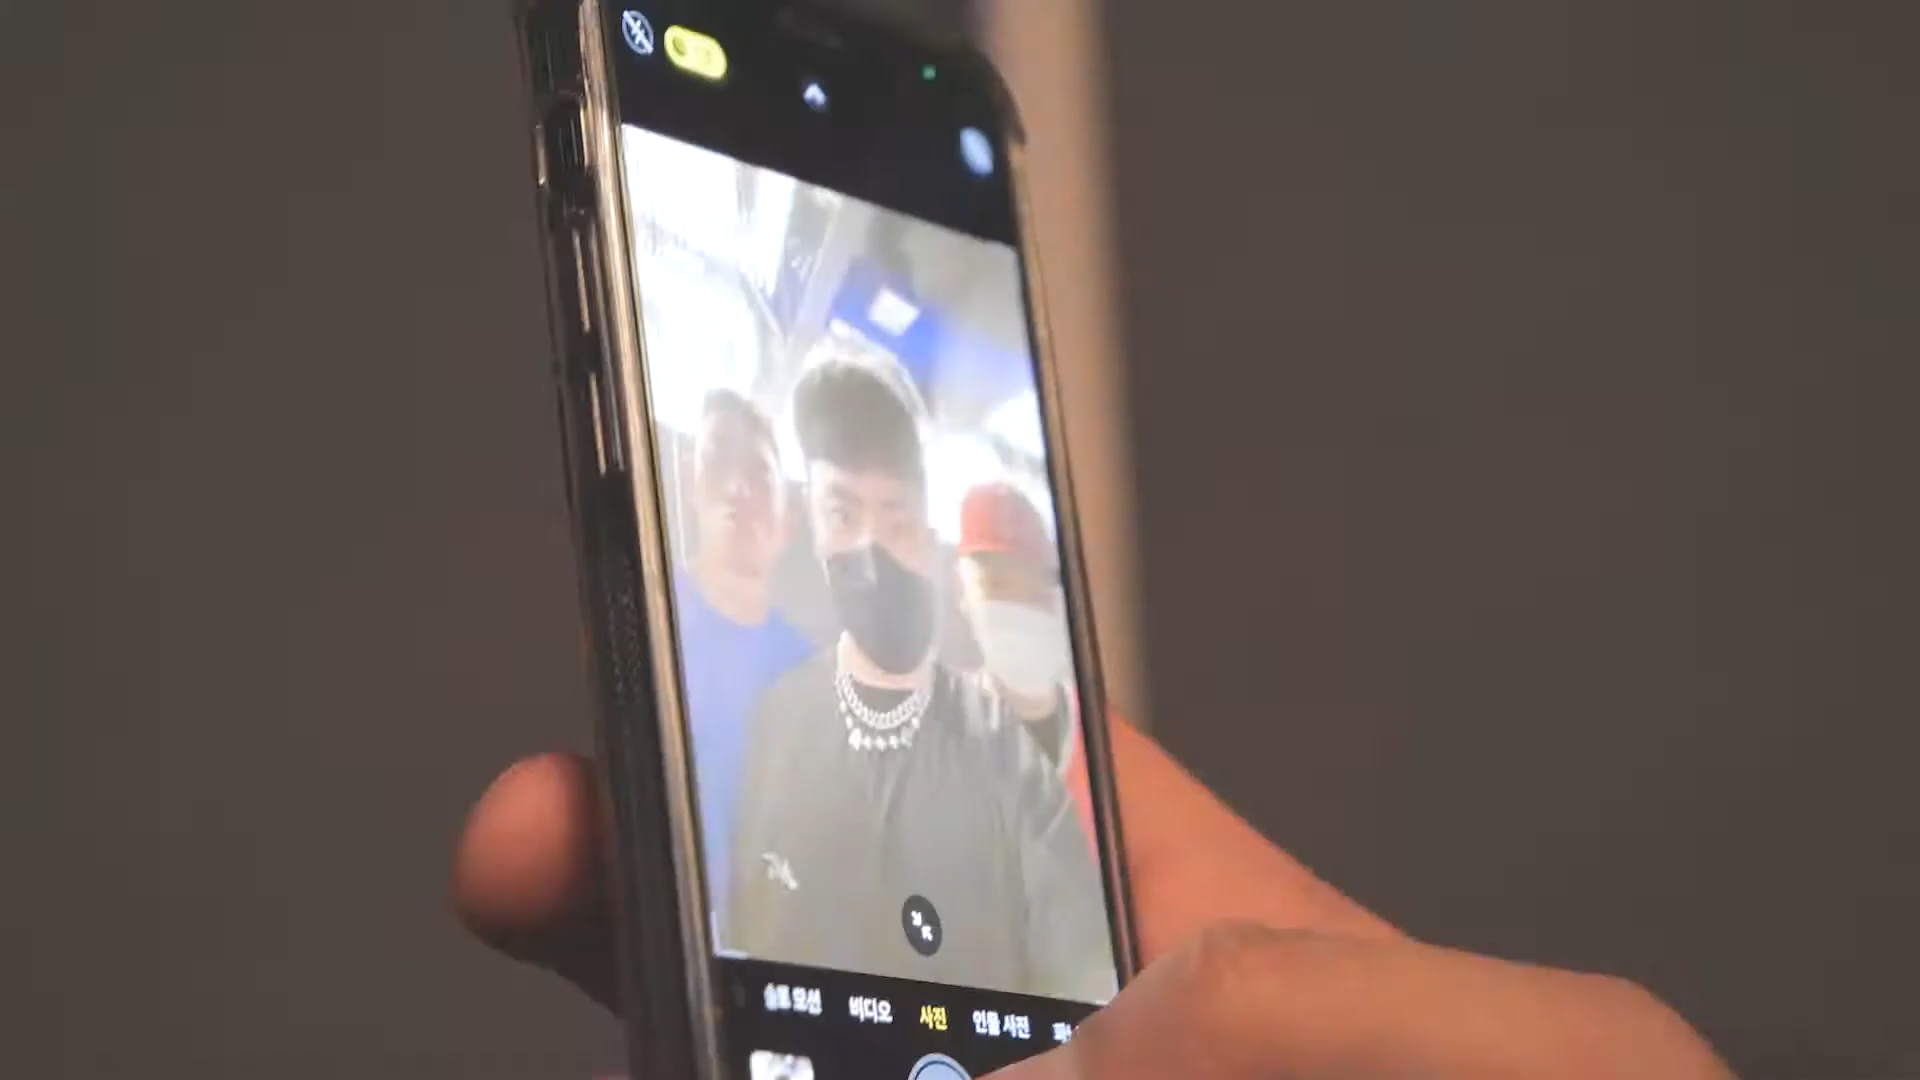 슬로 모션 비디오 사진 인물 사진